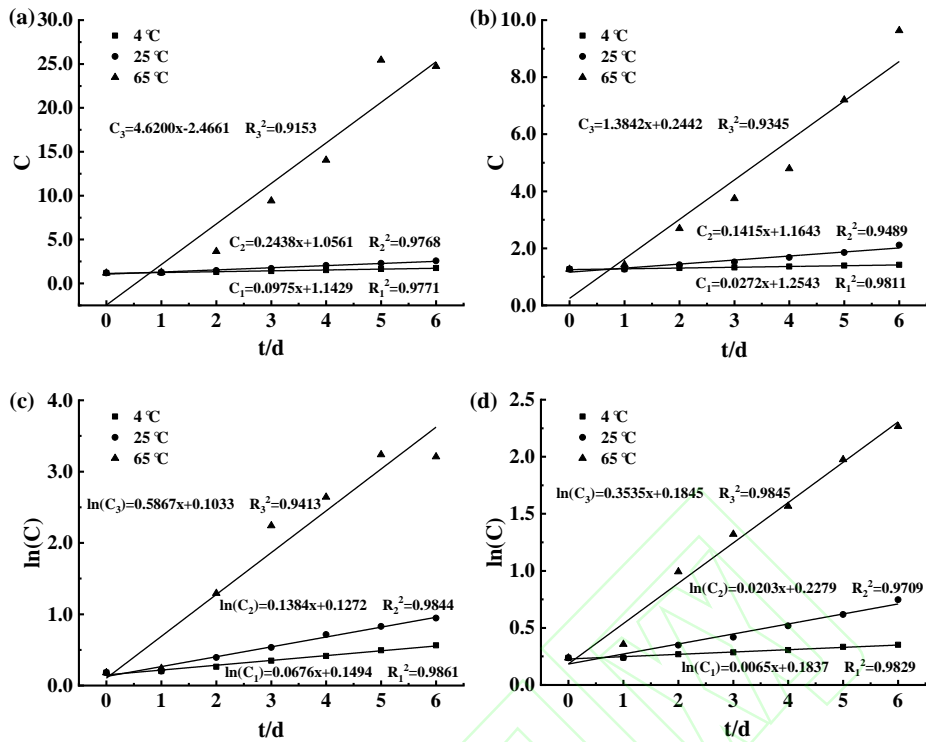 (a)
30.0
25.0
20.0
15.0
10.0
5.0
0.0
C
4 ℃
25 ℃
65 ℃
C₃=4.6200x-2.4661 R₃²=0.9153
C₂=0.2438x+1.0561 R₂²=0.9768
C₁=0.0975x+1.1429 R₁²=0.9771
0 1 2 3 4 5 6
t/d
(b)
10.0
8.0
6.0
4.0
2.0
0.0
C
4 ℃
25 ℃
65 ℃
C₃=1.3842x+0.2442 R₃²=0.9345
C₂=0.1415x+1.1643 R₂²=0.9489
C₁=0.0272x+1.2543 R₁²=0.9811
0 1 2 3 4 5 6
t/d
(c)
4.0
3.0
2.0
1.0
0.0
ln(C)
4 ℃
25 ℃
65 ℃
ln(C₃)=0.5867x+0.1033 R₃²=0.9413
ln(C₂)=0.1384x+0.1272 R₂²=0.9844
ln(C₁)=0.0676x+0.1494 R₁²=0.9861
0 1 2 3 4 5 6
t/d
(d)
2.5
2.0
1.5
1.0
0.5
0.0
ln(C)
4 ℃
25 ℃
65 ℃
ln(C₃)=0.3535x+0.1845 R₃²=0.9845
ln(C₂)=0.0203x+0.2279 R₂²=0.9709
ln(C₁)=0.0065x+0.1837 R₁²=0.9829
0 1 2 3 4 5 6
t/d